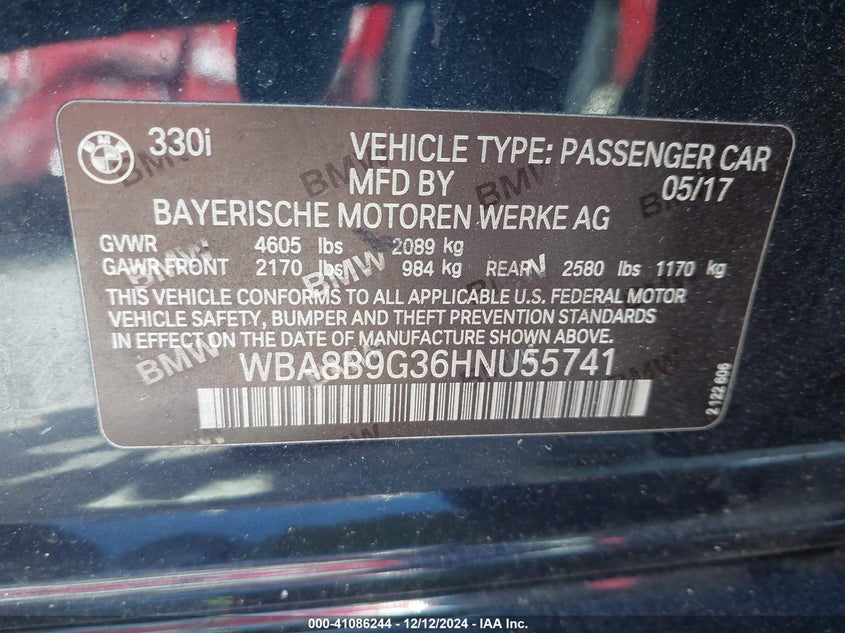 330i VEHICLE TYPE: PASSENGER CAR
MFD BY 05/17
BAYERISCHE MOTOREN WERKE AG
GVWR 4605 lbs 2089 kg
GAWR FRONT 2170 lbs 984 kg REAR 2580 lbs 1170 kg
THIS VEHICLE CONFORMS TO ALL APPLICABLE U.S. FEDERAL MOTOR
VEHICLE SAFETY, BUMPER AND THEFT PREVENTION STANDARDS
IN EFFECT ON THE DATE OF MANUFACTURE SHOWN ABOVE.
WBA8B9G36HNU55741
2 122 606
000-41086244 - 12/12/2024 - IAA Inc.